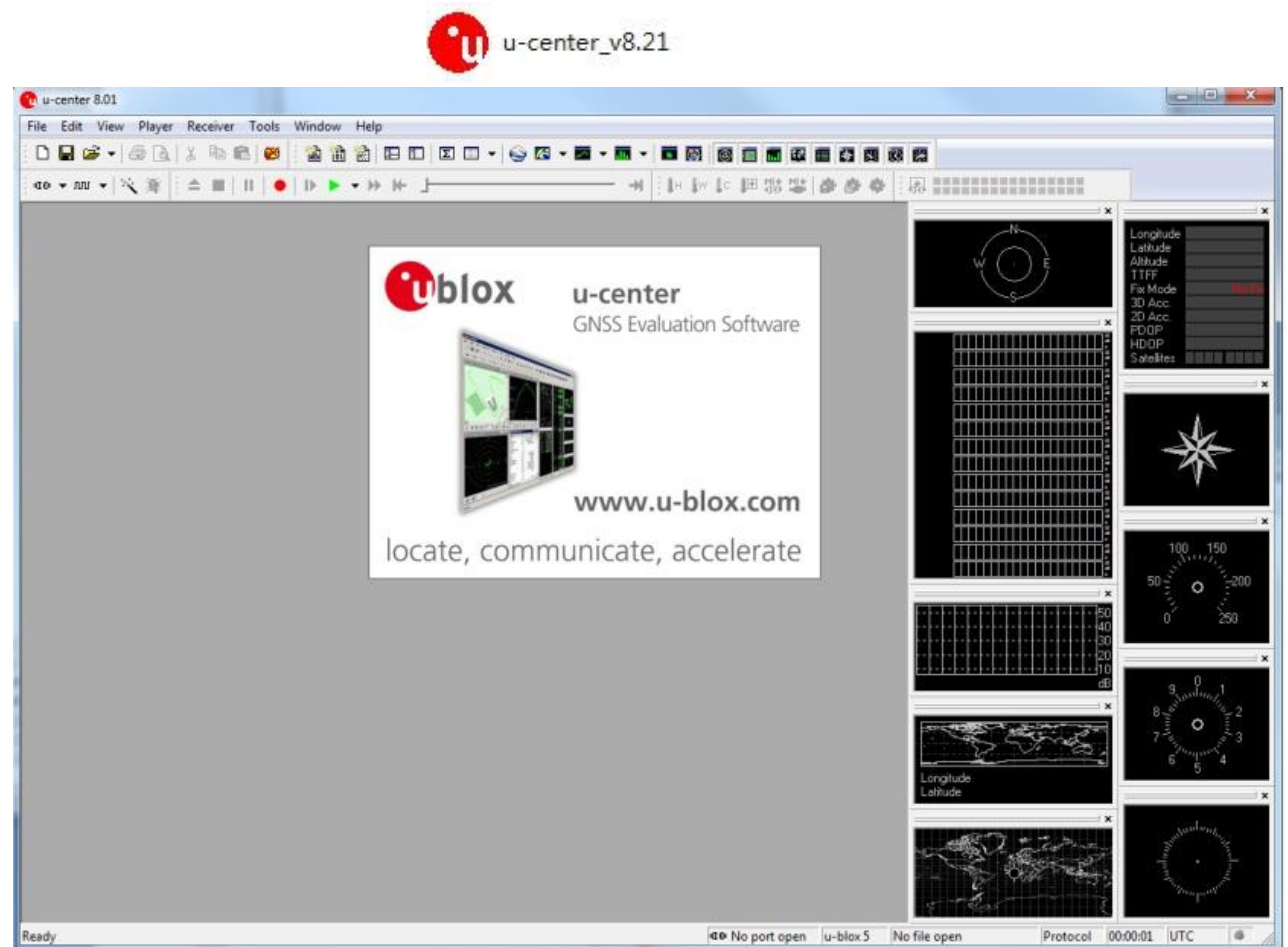 u-center_v8.21
u-center 8.01
File Edit View Player Receiver Tools Window Help
N
W E
S
Longitude
Latitude
Altitude
TTFF
Fix Mode
3D Acc.
2D Acc.
PDOP
HDOP
Satellites
ublox
u-center
GNSS Evaluation Software
www.u-blox.com
locate, communicate, accelerate
100 150
50 200
0 250
50
40
30
20
10
dB
0
9 1
8 2
7 3
6 4
5
Longitude
Latitude
Ready No port open u-blox 5 No file open Protocol 00:00:01 UTC